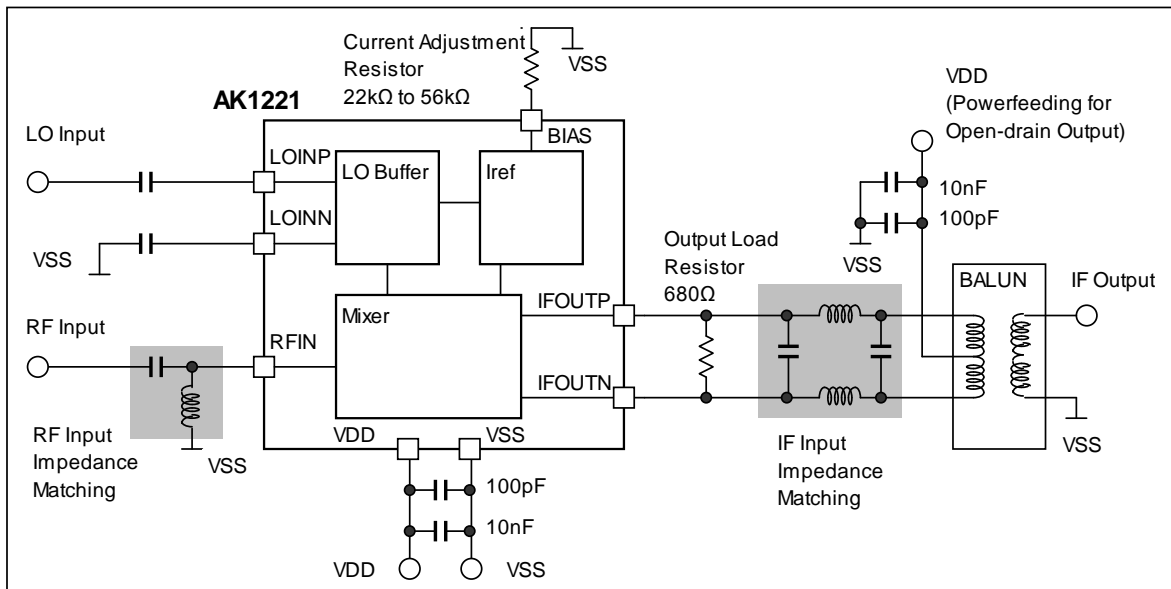 Current Adjustment
Resistor
22kΩ to 56kΩ
VSS
VDD
(Powerfeeding for
Open-drain Output)
AK1221
LO Input
BIAS
LOINP
LO Buffer
Iref
10nF
100pF
LOINN
VSS
Output Load
Resistor
680Ω
VSS
BALUN
IF Output
IFOUTP
RF Input
Mixer
RFIN
IFOUTN
VDD
VSS
RF Input
Impedance
Matching
VSS
IF Input
Impedance
Matching
VSS
100pF
10nF
VDD
VSS